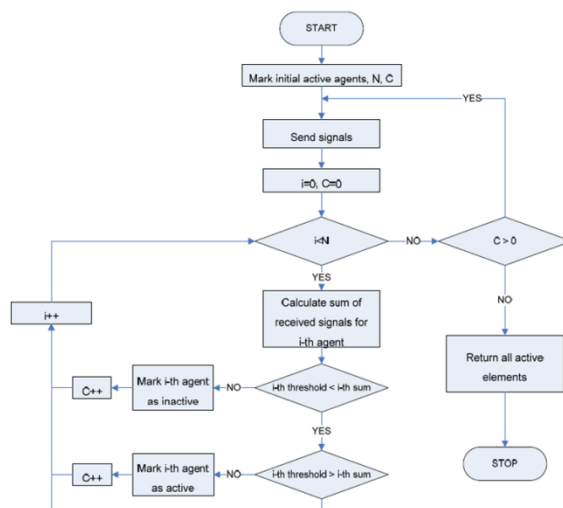 START
Mark initial active agents, N, C
YES
Send signals
i=0, C=0
i<N
NO
C > 0
YES
NO
i++
Calculate sum of
received signals for
i-th agent
Return all active
elements
C++
Mark i-th agent
as inactive
NO
i-th threshold < i-th sum
YES
STOP
C++
Mark i-th agent
as active
NO
i-th threshold > i-th sum